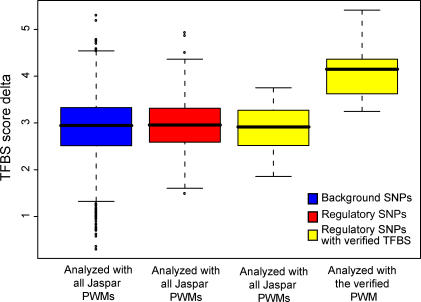 TFBS score delta
5
4
3
2
1
Background SNPs
Regulatory SNPs
Regulatory SNPs
with verified TFBS
Analyzed with
all Jaspar
PWMs
Analyzed with
all Jaspar
PWMs
Analyzed with
all Jaspar
PWMs
Analyzed with
the verified
PWM